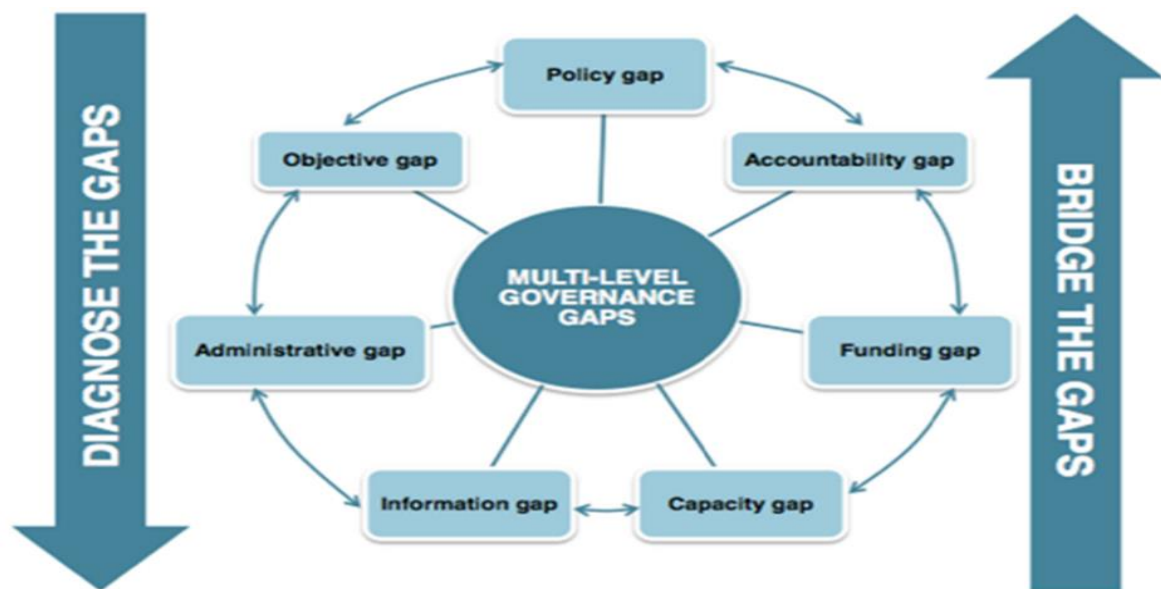 DIAGNOSE THE GAPS
Policy gap
Objective gap
Accountability gap
MULTI-LEVEL
GOVERNANCE
GAPS
Administrative gap
Funding gap
Information gap
Capacity gap
BRIDGE THE GAPS